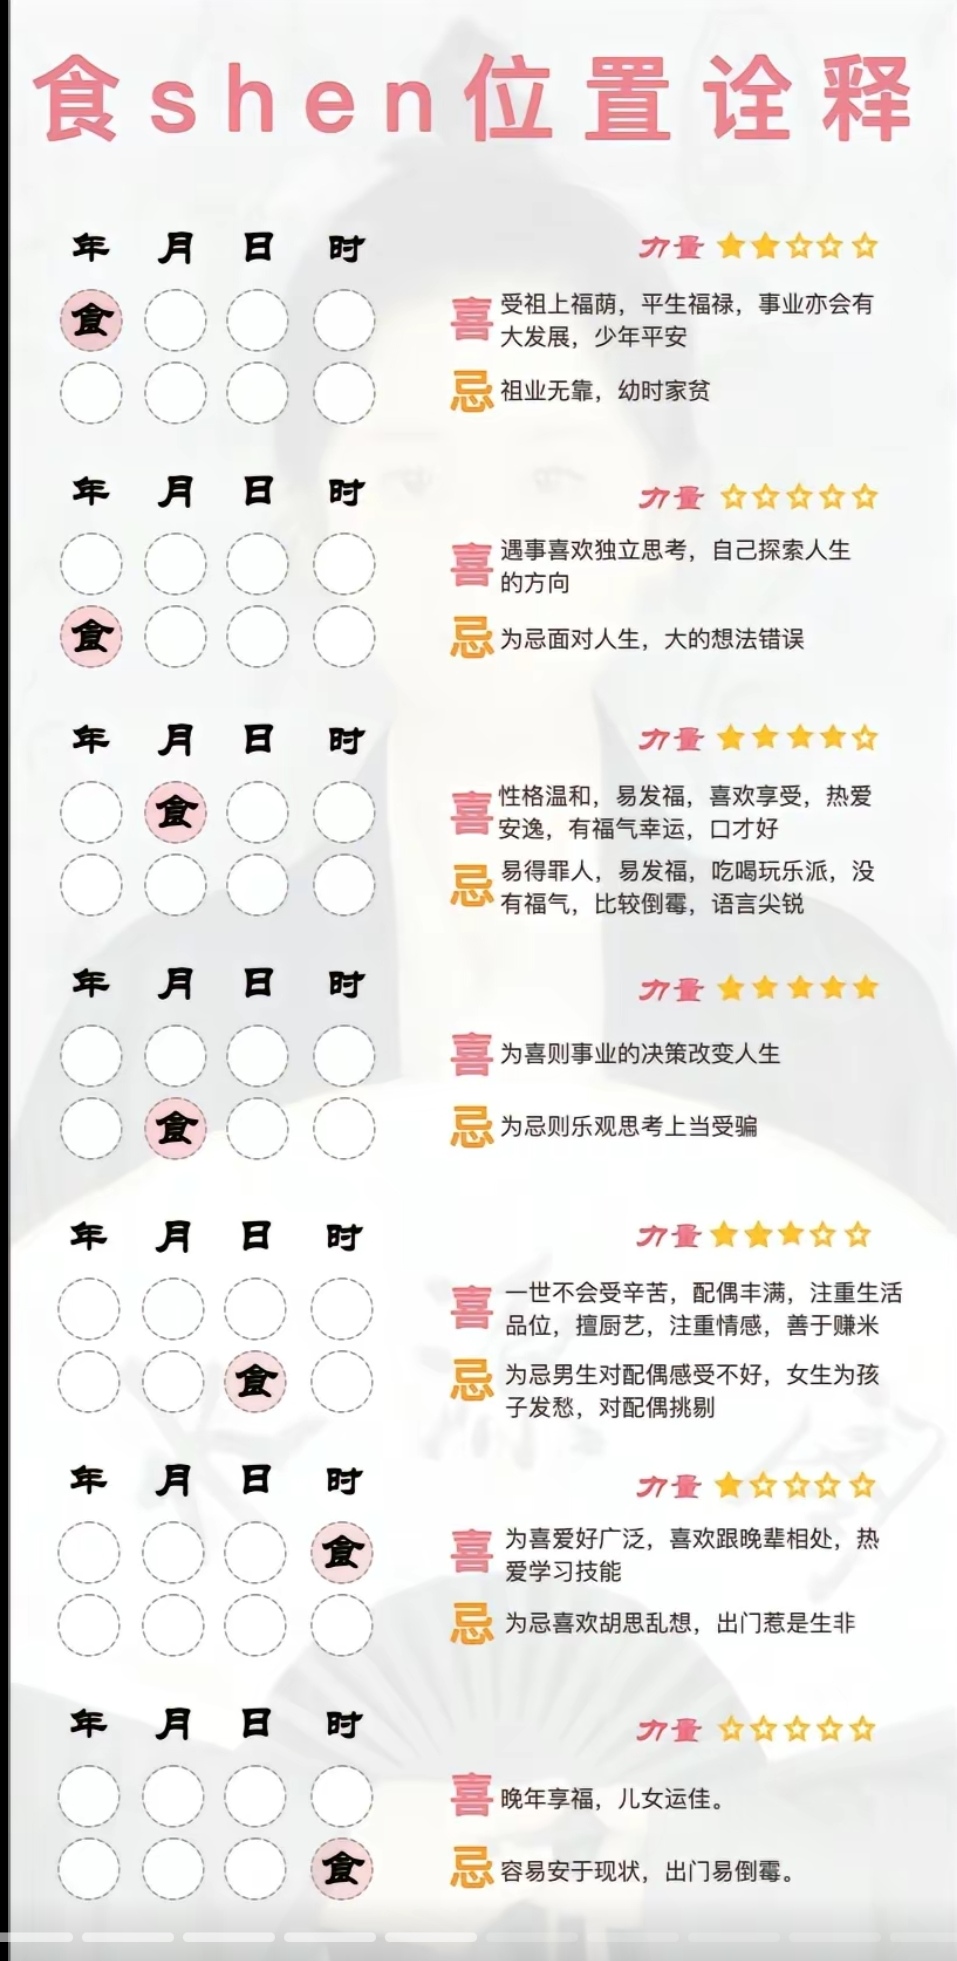 食shen位置诠释
年 月 日 时
力量
食
喜 受祖上福荫，平生福禄，事业亦会有
大发展，少年平安
忌 祖业无靠，幼时家贫
年 月 日 时
力量
喜 遇事喜欢独立思考，自己探索人生
的方向
食
忌 为忌面对人生，大的想法错误
年 月 日 时
力量
食
喜 性格温和，易发福，喜欢享受，热爱
安逸，有福气幸运，口才好
忌 易得罪人，易发福，吃喝玩乐派，没
有福气，比较倒霉，语言尖锐
年 月 日 时
力量
喜 为喜则事业的决策改变人生
食
忌 为忌则乐观思考上当受骗
年 月 日 时
力量
喜 一世不会受辛苦，配偶丰满，注重生活
品位，擅厨艺，注重情感，善于赚米
食
忌 为忌男生对配偶感受不好，女生为孩
子发愁，对配偶挑剔
年 月 日 时
力量
食
喜 为喜爱好广泛，喜欢跟晚辈相处，热
爱学习技能
忌 为忌喜欢胡思乱想，出门惹是生非
年 月 日 时
力量
喜 晚年享福，儿女运佳。
食
忌 容易安于现状，出门易倒霉。